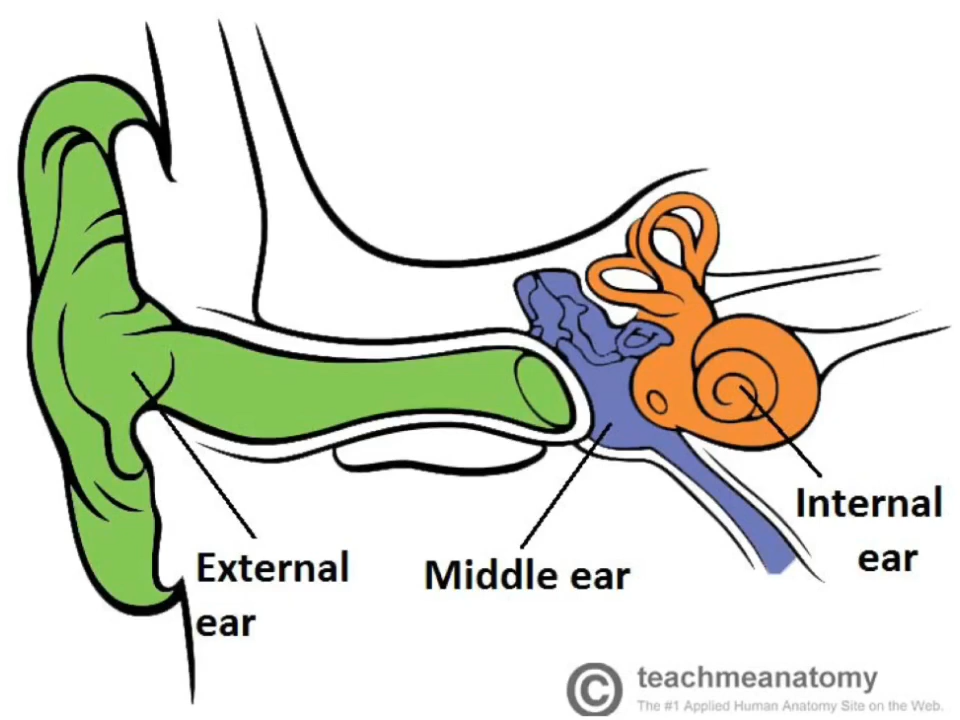 External
ear
Middle ear
Internal
ear
© teachmeanatomy
The #1 Applied Human Anatomy Site on the Web.